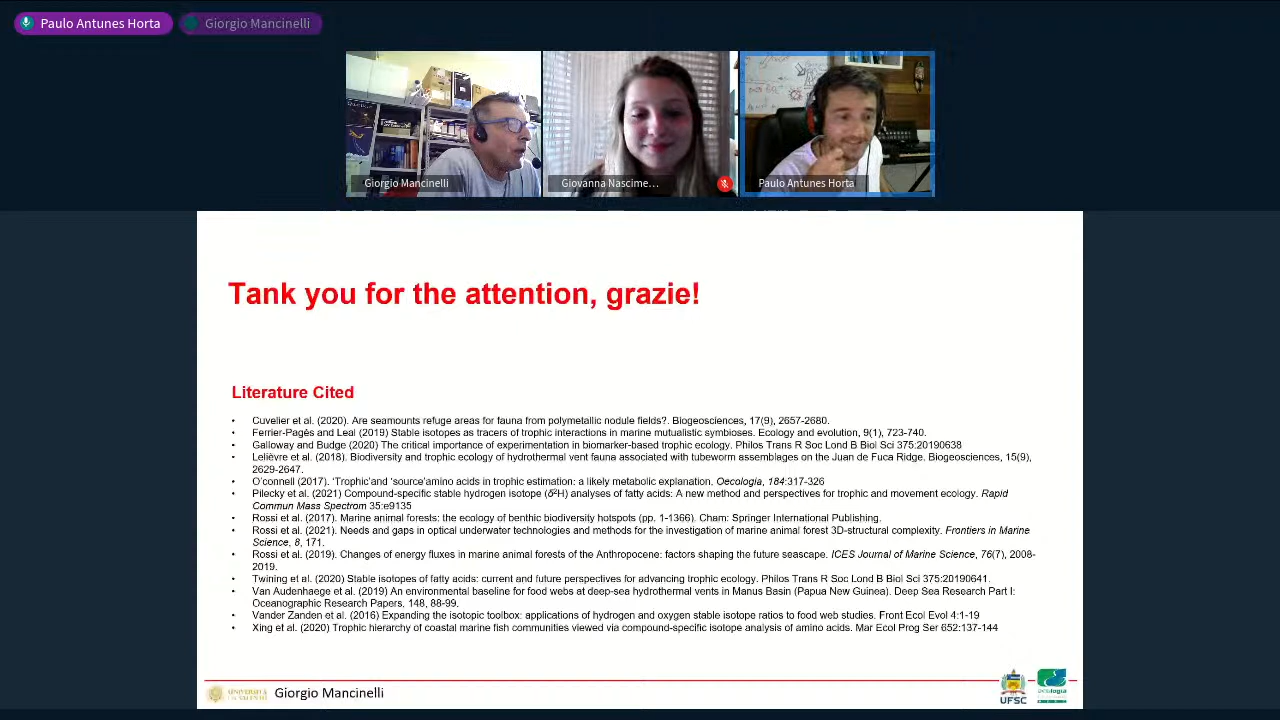 Paulo Antunes Horta
Giorgio Mancinelli
Giorgio Mancinelli
Giovanna Nascime...
Paulo Antunes Horta
Tank you for the attention, grazie!
Literature Cited
• Cuvelier et al. (2020). Are seamounts refuge areas for fauna from polymetallic nodule fields?. Biogeosciences, 17(9), 2657-2680.
• Ferrier-Pagès and Leal (2019) Stable isotopes as tracers of trophic interactions in marine mutualistic symbioses. Ecology and evolution, 9(1), 723-740.
• Galloway and Budge (2020) The critical importance of experimentation in biomarker-based trophic ecology. Philos Trans R Soc Lond B Biol Sci 375:20190638
• Lelièvre et al. (2018). Biodiversity and trophic ecology of hydrothermal vent fauna associated with tubeworm assemblages on the Juan de Fuca Ridge. Biogeosciences, 15(9),
2629-2647.
• O'connell (2017). 'Trophic'and 'source'amino acids in trophic estimation: a likely metabolic explanation. Oecologia, 184:317-326
• Pilecky et al. (2021) Compound-specific stable hydrogen isotope (δ²H) analyses of fatty acids: A new method and perspectives for trophic and movement ecology. Rapid
Commun Mass Spectrom 35:e9135
• Rossi et al. (2017). Marine animal forests: the ecology of benthic biodiversity hotspots (pp. 1-1366). Cham: Springer International Publishing.
• Rossi et al. (2021). Needs and gaps in optical underwater technologies and methods for the investigation of marine animal forest 3D-structural complexity. Frontiers in Marine
Science, 8, 171.
• Rossi et al. (2019). Changes of energy fluxes in marine animal forests of the Anthropocene: factors shaping the future seascape. ICES Journal of Marine Science, 76(7), 2008-
2019.
• Twining et al. (2020) Stable isotopes of fatty acids: current and future perspectives for advancing trophic ecology. Philos Trans R Soc Lond B Biol Sci 375:20190641.
• Van Audenhaege et al. (2019) An environmental baseline for food webs at deep-sea hydrothermal vents in Manus Basin (Papua New Guinea). Deep Sea Research Part I:
Oceanographic Research Papers, 148, 88-99.
• Vander Zanden et al. (2016) Expanding the isotopic toolbox: applications of hydrogen and oxygen stable isotope ratios to food web studies. Front Ecol Evol 4:1-19
• Xing et al. (2020) Trophic hierarchy of coastal marine fish communities viewed via compound-specific isotope analysis of amino acids. Mar Ecol Prog Ser 652:137-144
UNIVERSITÀ
DEL SALENTO
Giorgio Mancinelli
UFSC
ecologia